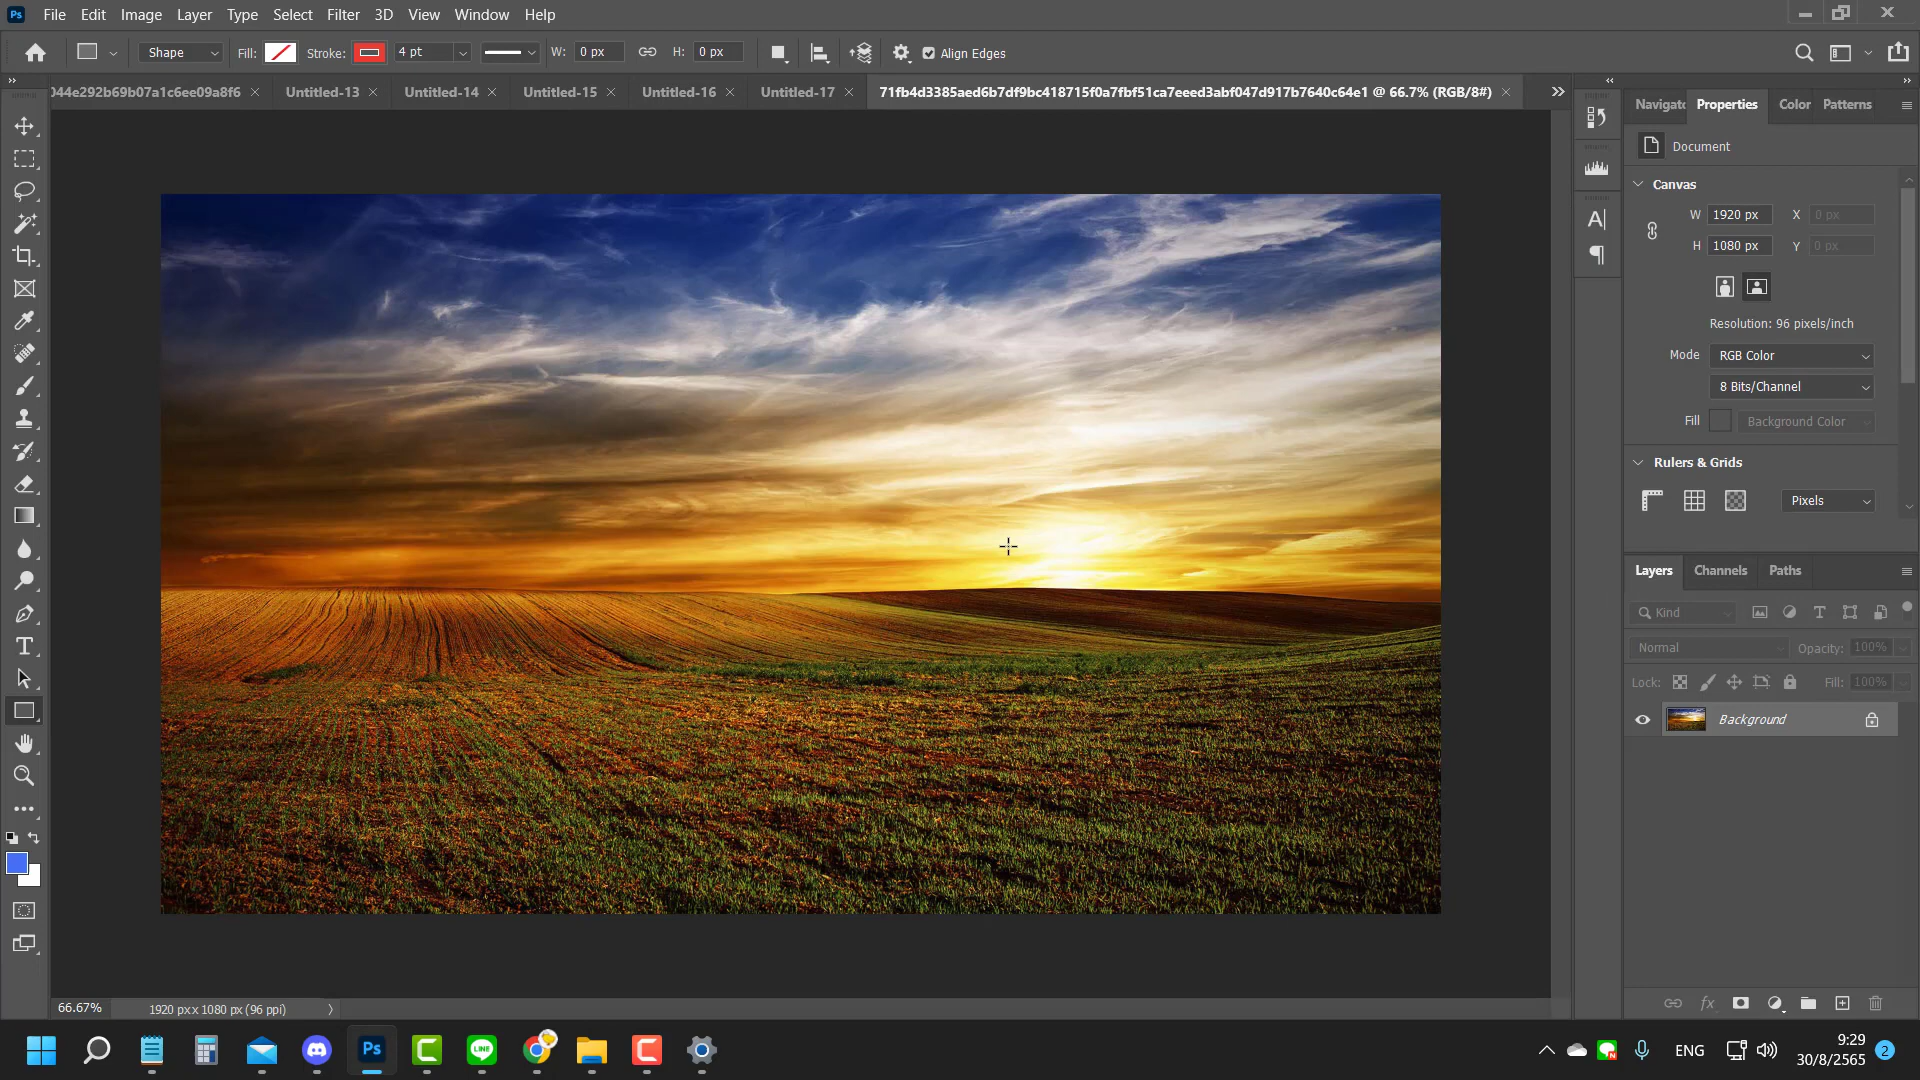 Ps File Edit Image Layer Type Select Filter 3D View Window Help
Shape Fill: Stroke: 4 pt W: 0 px H: 0 px Align Edges
044e292b69b07a1c6ee09a8f6 × Untitled-13 × Untitled-14 × Untitled-15 × Untitled-16 × Untitled-17 × 71fb4d3385aed6b7df9bc418715f0a7fbf51ca7eeed3abf047d917b7640c64e1 @ 66.7% (RGB/8#) ×
Navigato Properties Color Patterns
Document
Canvas
W 1920 px X 0 px
H 1080 px Y 0 px
Resolution: 96 pixels/inch
Mode RGB Color
8 Bits/Channel
Fill Background Color
Rulers & Grids
Pixels
Layers Channels Paths
Kind
Normal Opacity: 100%
Lock: Fill: 100%
Background
66.67% 1920 px x 1080 px (96 ppi)
ENG
9:29
30/8/2565 2